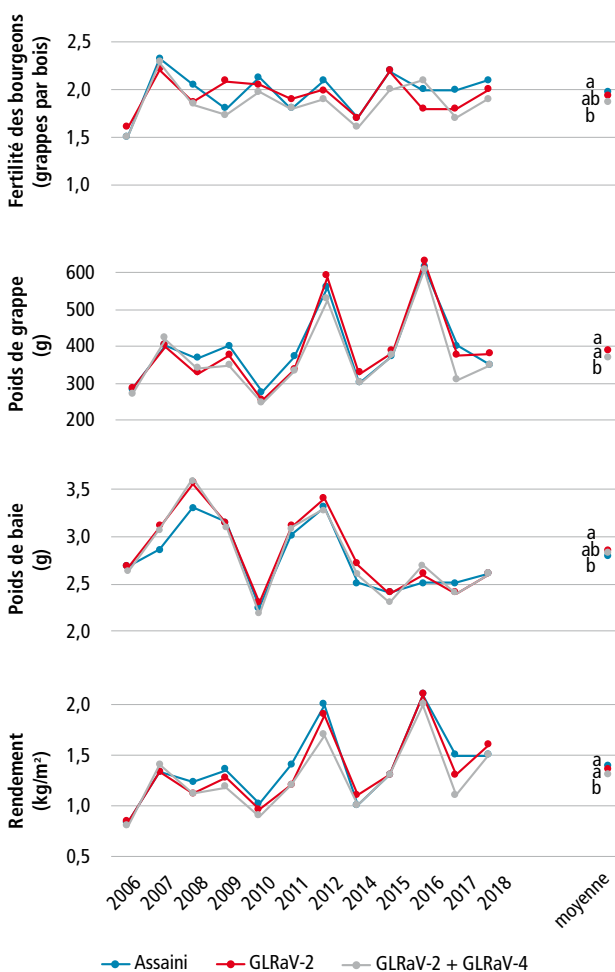 Fertilité des bourgeons
(grappes par bois)
2,5
2,0
1,5
1,0
a
ab
b
Poids de grappe
(g)
600
500
400
300
200
a
a
b
Poids de baie
(g)
3,5
3,0
2,5
2,0
a
ab
b
Rendement
(kg/m²)
2,0
1,5
1,0
0,5
a
a
b
2006
2007
2008
2009
2010
2011
2012
2014
2015
2016
2017
2018
moyenne
Assaini
GLRaV-2
GLRaV-2 + GLRaV-4